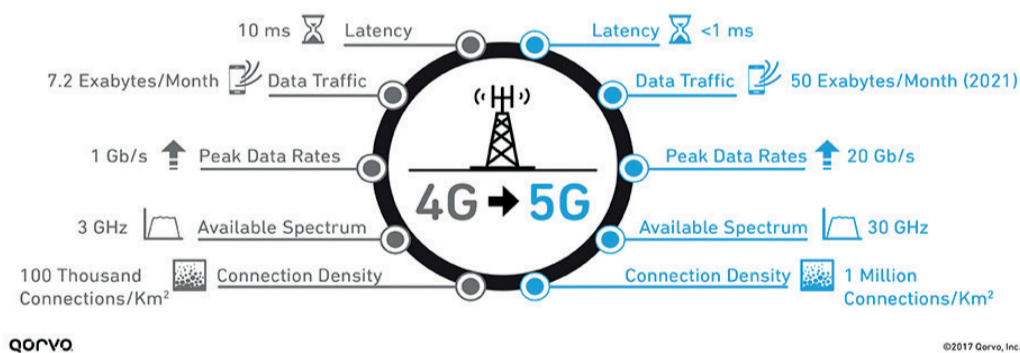 10 ms Latency
7.2 Exabytes/Month Data Traffic
1 Gb/s Peak Data Rates
3 GHz Available Spectrum
100 Thousand
Connections/Km² Connection Density
4G → 5G
Latency <1 ms
Data Traffic 50 Exabytes/Month (2021)
Peak Data Rates 20 Gb/s
Available Spectrum 30 GHz
Connection Density 1 Million
Connections/Km²
QORVO
©2017 Qorvo, Inc.